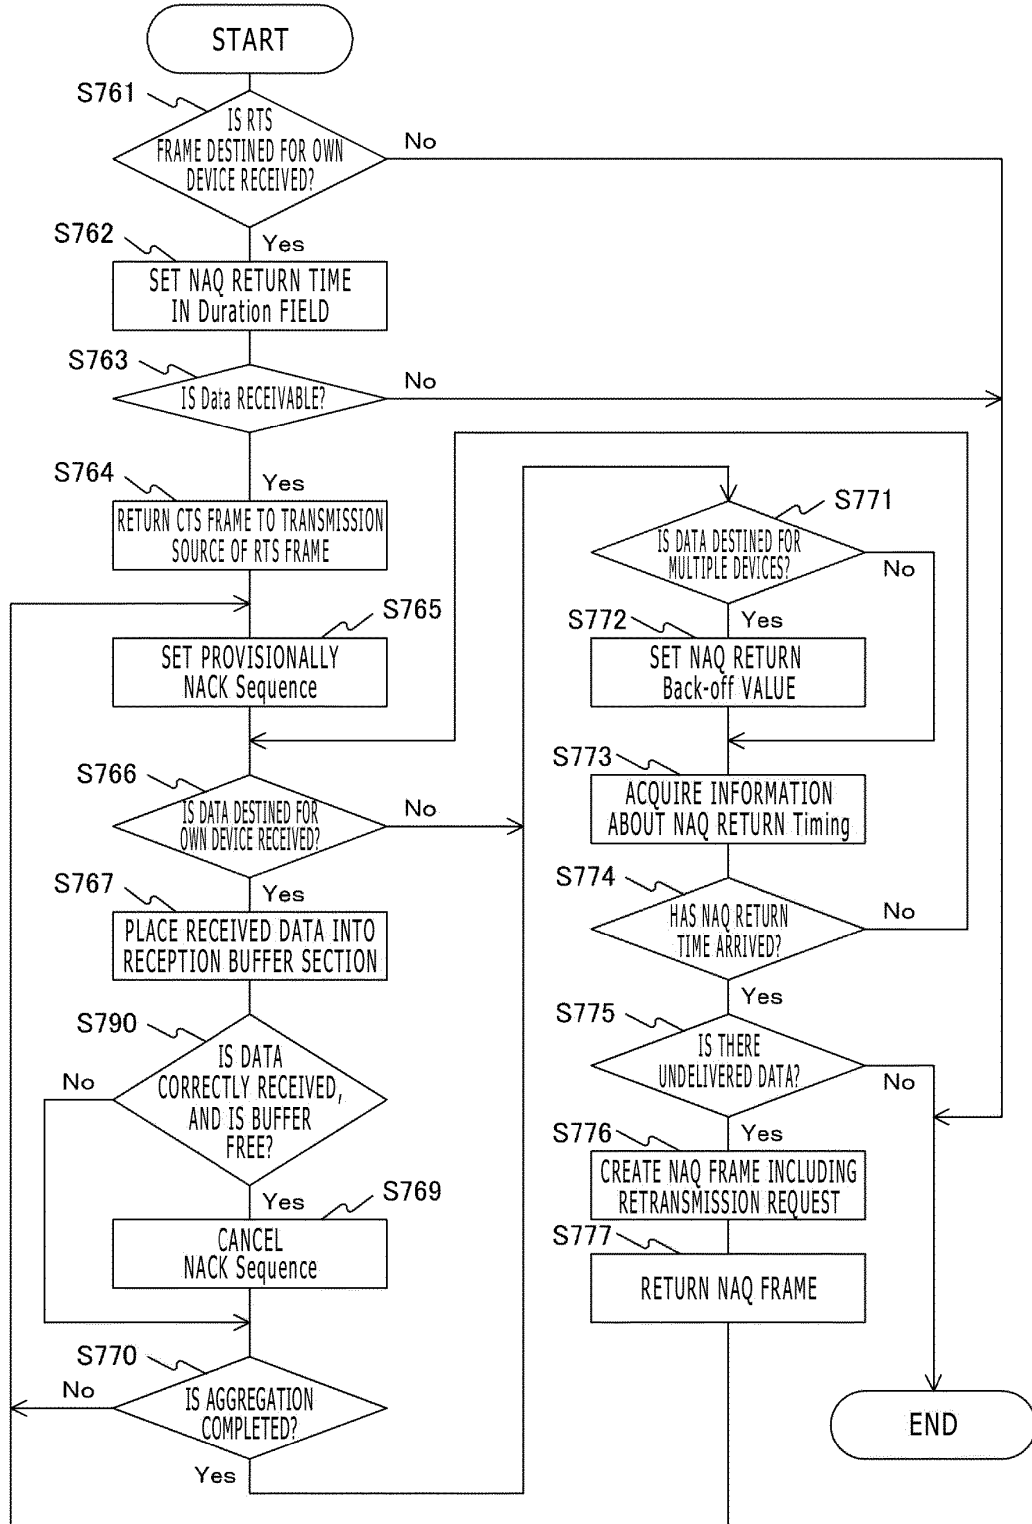 START
S761
IS RTS
FRAME DESTINED FOR OWN
DEVICE RECEIVED?
No
S762
Yes
SET NAQ RETURN TIME
IN Duration FIELD
S763
IS Data RECEIVABLE?
No
S764
Yes
RETURN CTS FRAME TO TRANSMISSION
SOURCE OF RTS FRAME
S765
SET PROVISIONALLY
NACK Sequence
S766
IS DATA DESTINED FOR
OWN DEVICE RECEIVED?
No
S767
Yes
PLACE RECEIVED DATA INTO
RECEPTION BUFFER SECTION
S790
IS DATA
CORRECTLY RECEIVED,
AND IS BUFFER
FREE?
No
Yes
S769
CANCEL
NACK Sequence
S770
No
IS AGGREGATION
COMPLETED?
Yes
S771
IS DATA DESTINED FOR
MULTIPLE DEVICES?
No
S772
Yes
SET NAQ RETURN
Back-off VALUE
S773
ACQUIRE INFORMATION
ABOUT NAQ RETURN Timing
S774
HAS NAQ RETURN
TIME ARRIVED?
No
S775
Yes
IS THERE
UNDELIVERED DATA?
No
S776
Yes
CREATE NAQ FRAME INCLUDING
RETRANSMISSION REQUEST
S777
RETURN NAQ FRAME
END